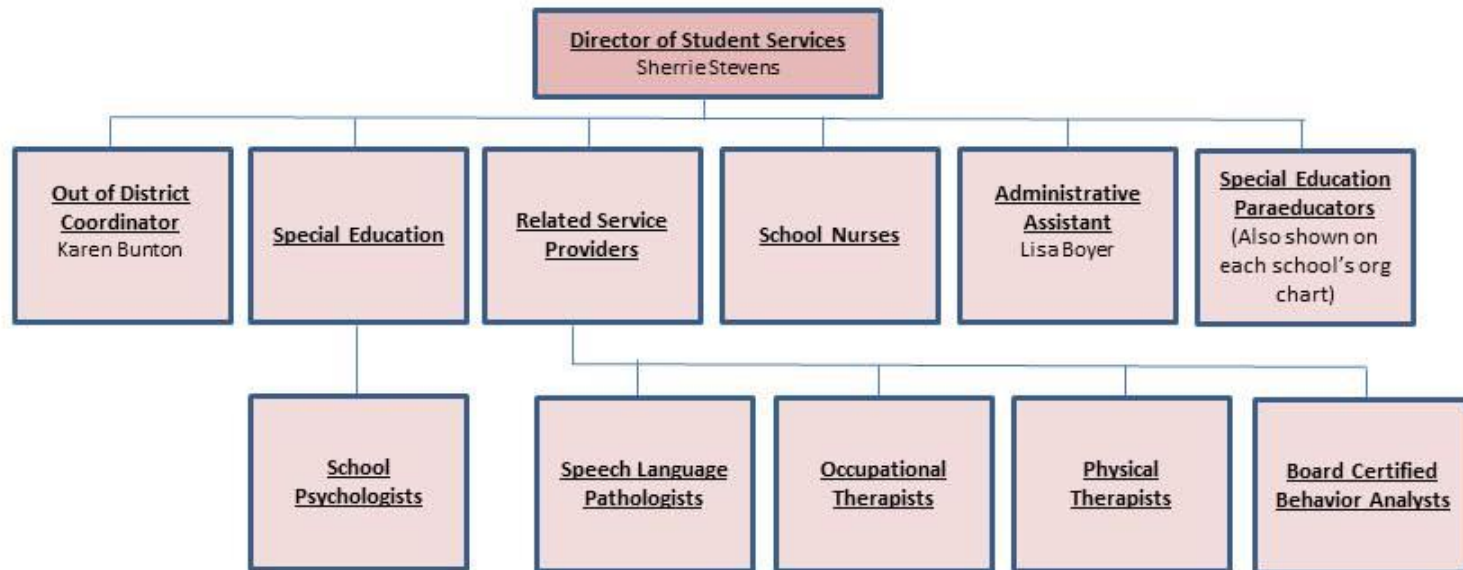 Director of Student Services
Sherrie Stevens
Out of District
Coordinator
Karen Bunton
Special Education
Related Service
Providers
School Nurses
Administrative
Assistant
Lisa Boyer
Special Education
Paraeducators
(Also shown on
each school's org
chart)
School
Psychologists
Speech Language
Pathologists
Occupational
Therapists
Physical
Therapists
Board Certified
Behavior Analysts